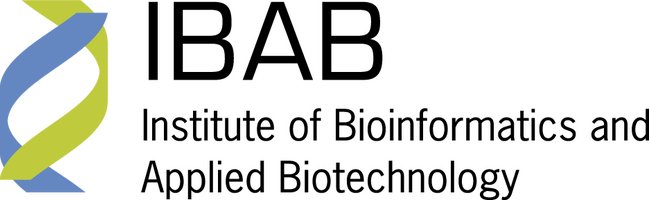 IBAB
Institute of Bioinformatics and
Applied Biotechnology